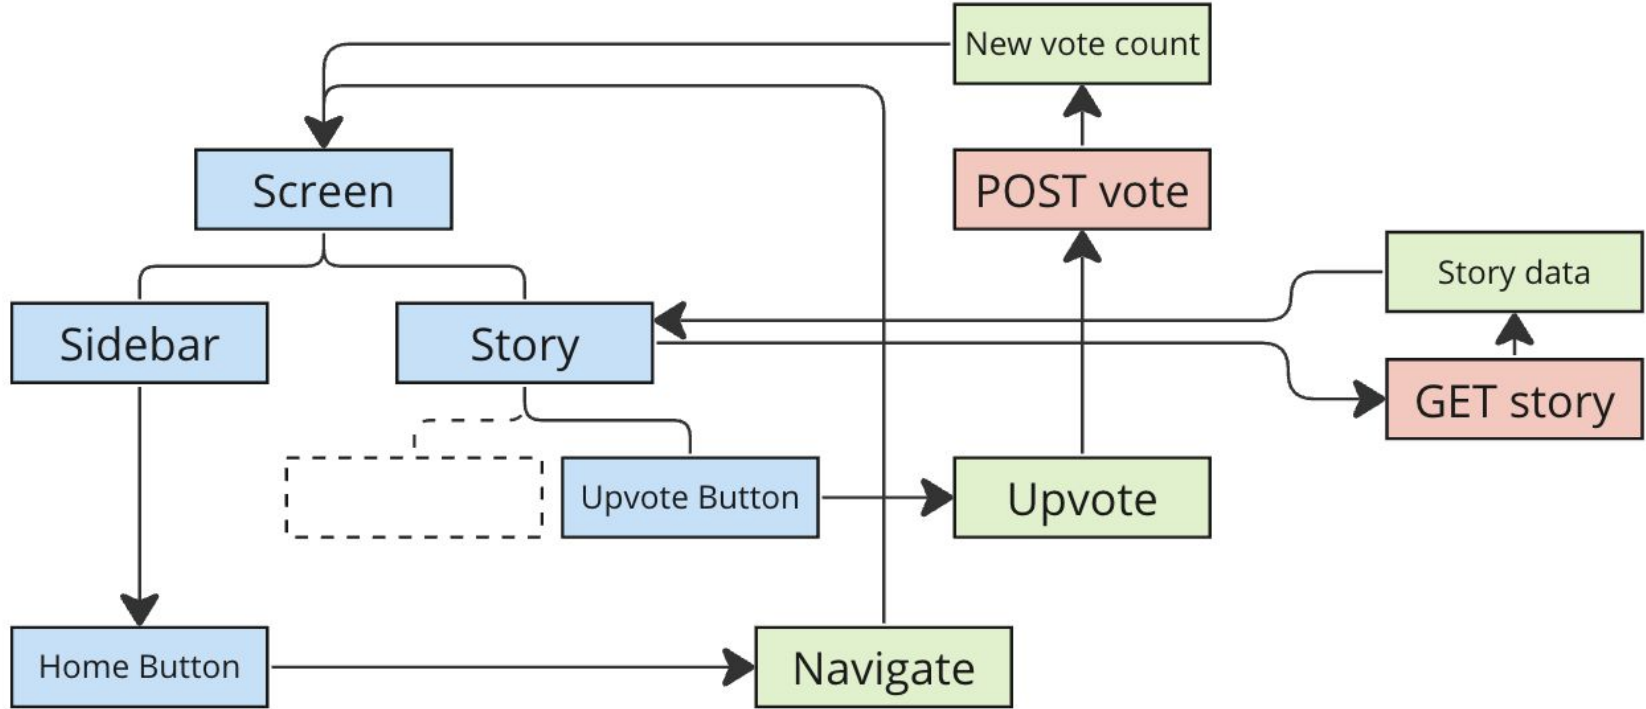 New vote count
Screen
POST vote
Story data
Sidebar
Story
GET story
Upvote Button
Upvote
Home Button
Navigate